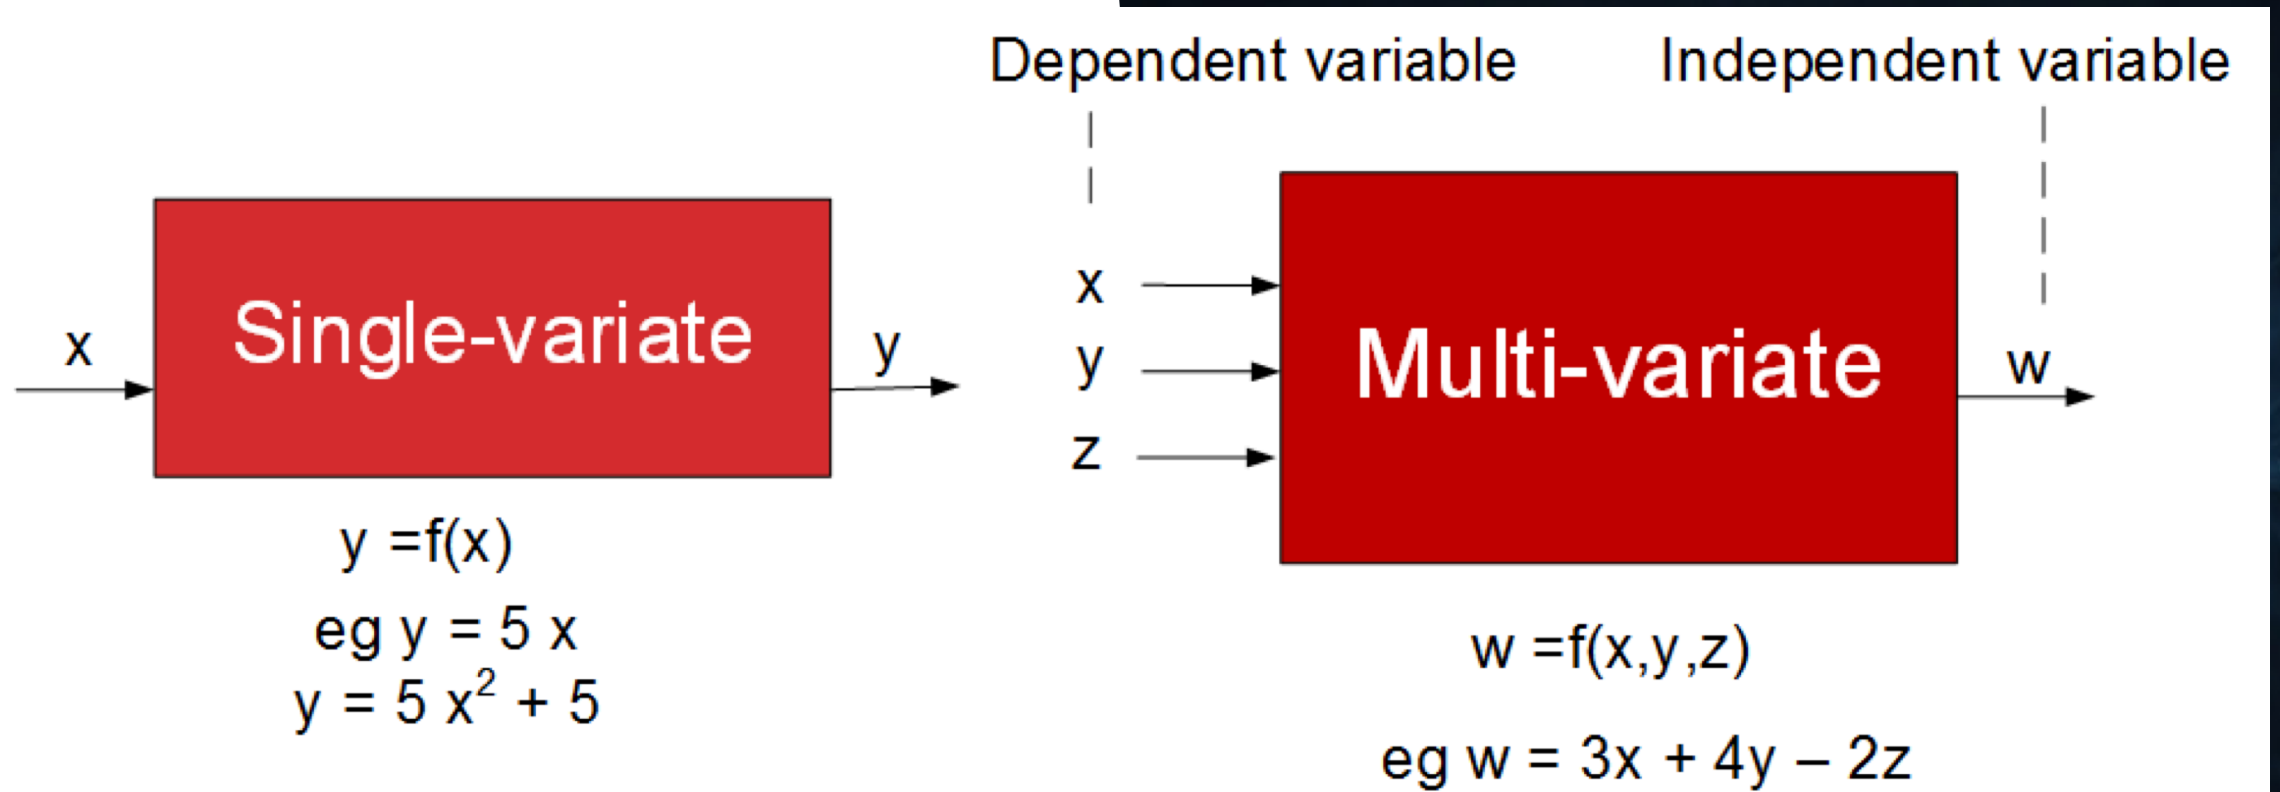 x
Single-variate
y
y =f(x)
eg y = 5 x
y = 5 x² + 5
Dependent variable
Independent variable
x
y
z
Multi-variate
w
w =f(x,y,z)
eg w = 3x + 4y – 2z